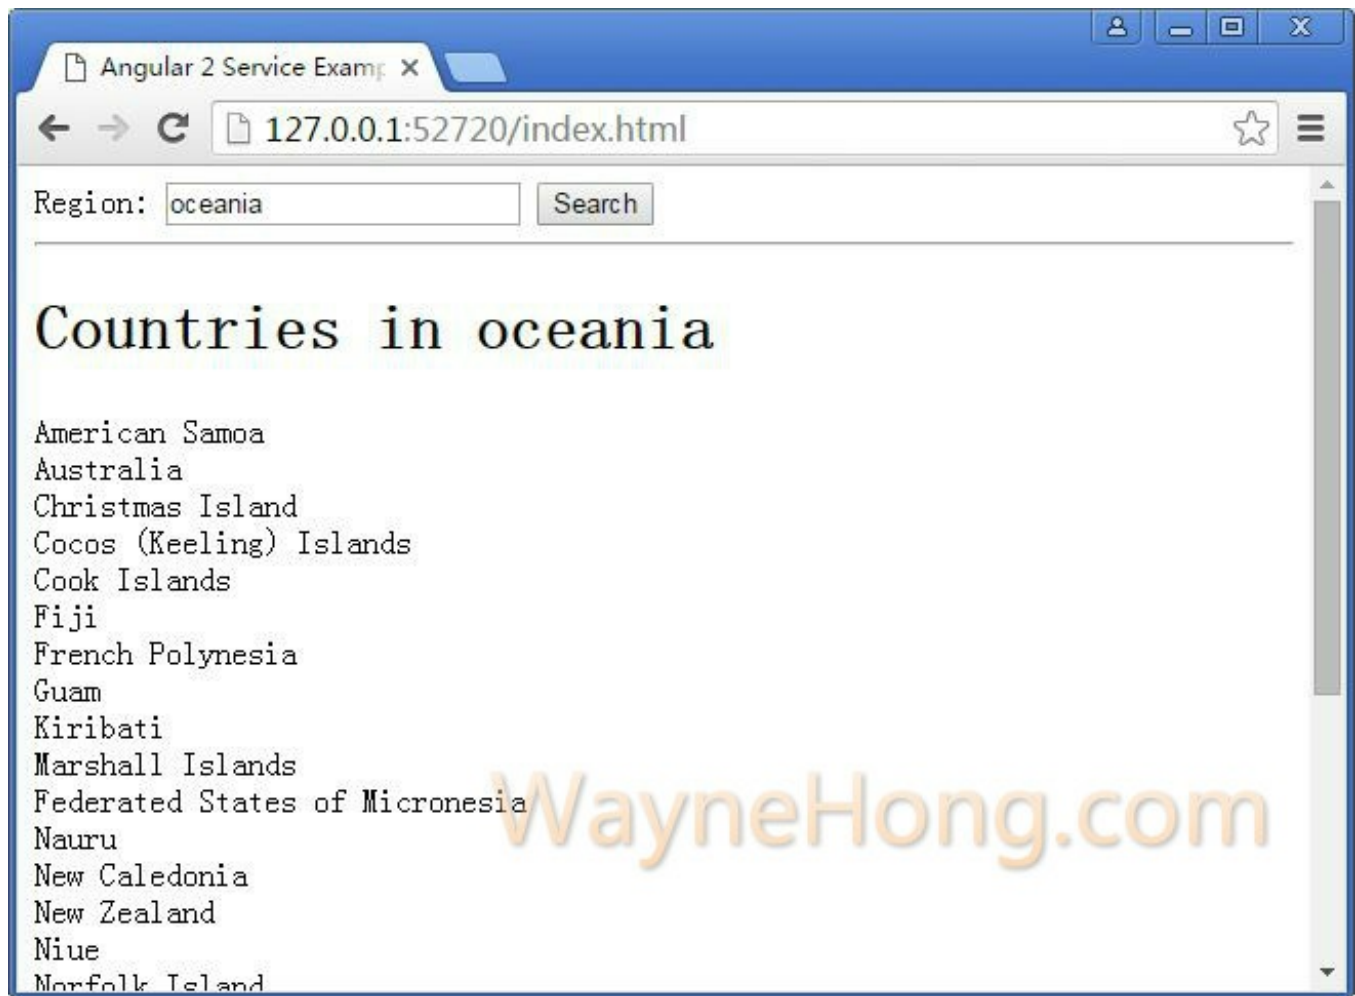 Angular 2 Service Examp
127.0.0.1:52720/index.html
Region: oceania Search
Countries in oceania
American Samoa
Australia
Christmas Island
Cocos (Keeling) Islands
Cook Islands
Fiji
French Polynesia
Guam
Kiribati
Marshall Islands
Federated States of Micronesia
Nauru
New Caledonia
New Zealand
Niue
Norfolk Island
WayneHong.com